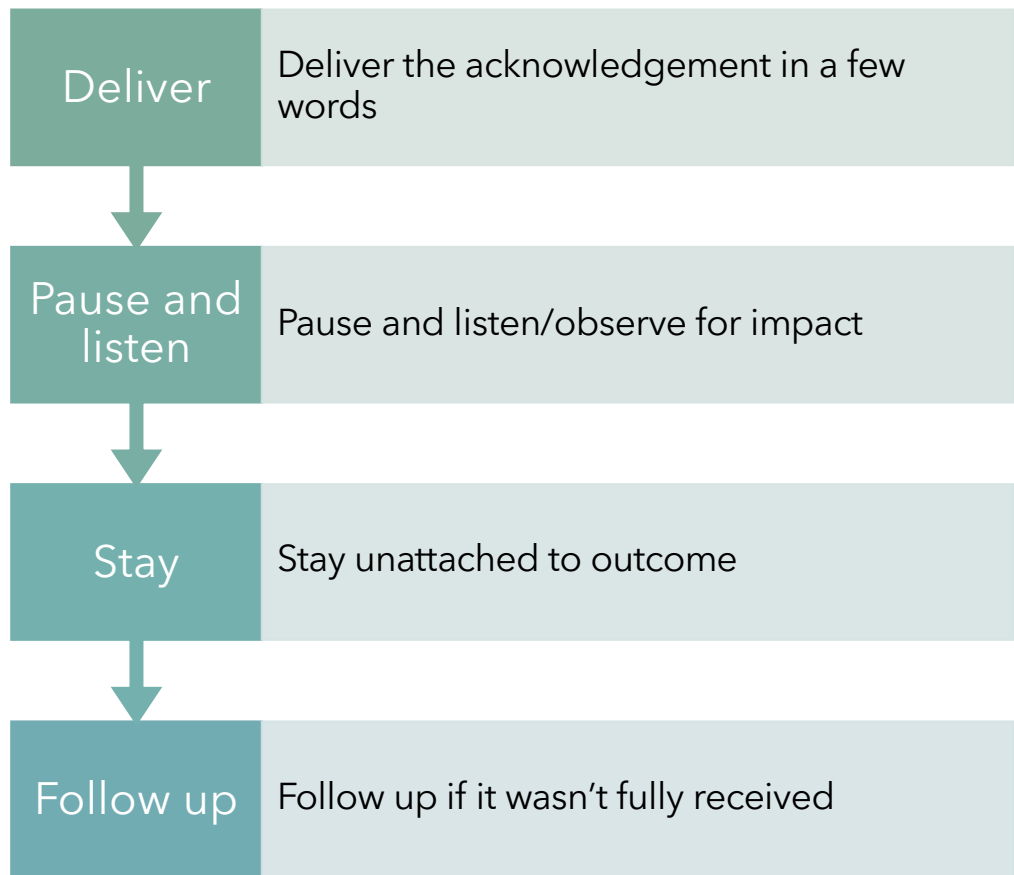 Deliver
Deliver the acknowledgement in a few
words
Pause and
listen
Pause and listen/observe for impact
Stay
Stay unattached to outcome
Follow up
Follow up if it wasn't fully received